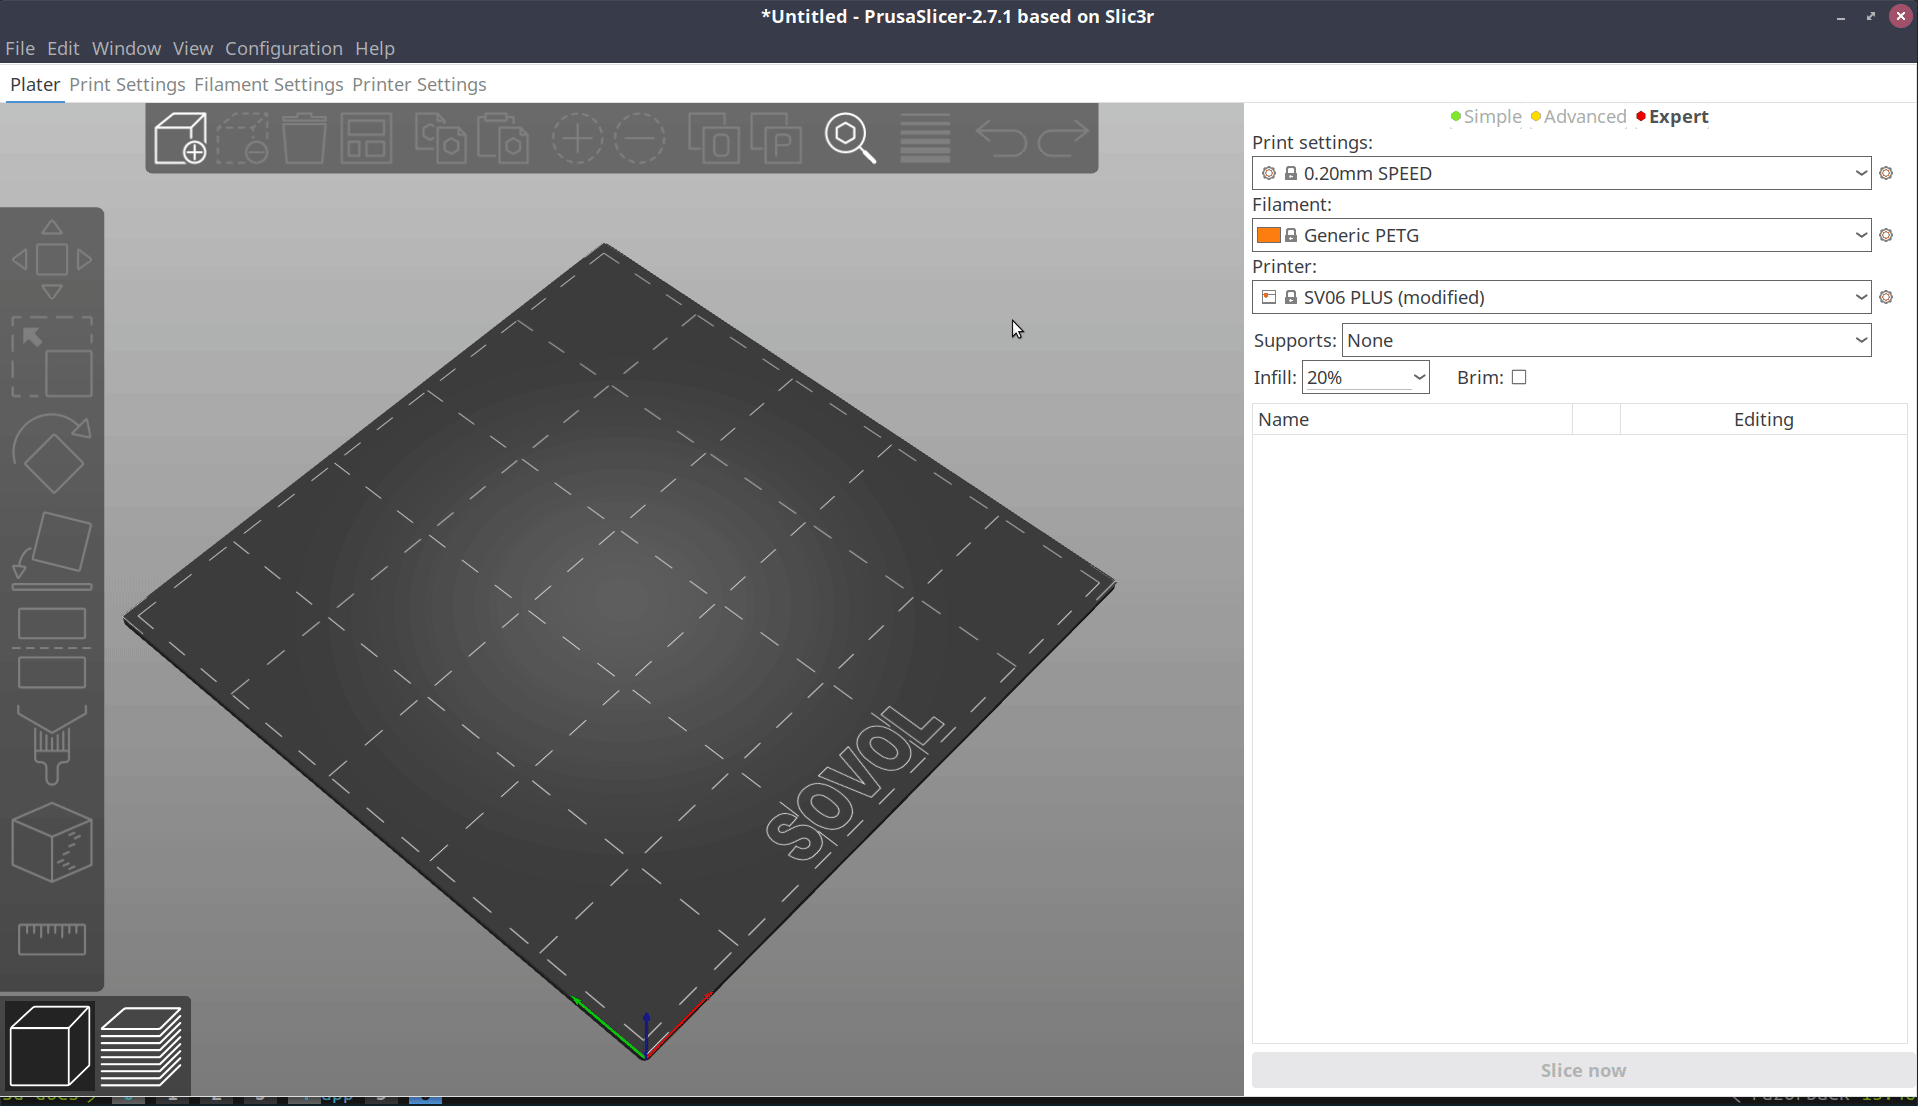 *Untitled - PrusaSlicer-2.7.1 based on Slic3r
File Edit Window View Configuration Help
Plater Print Settings Filament Settings Printer Settings
Simple Advanced Expert
Print settings:
0.20mm SPEED
Filament:
Generic PETG
Printer:
SV06 PLUS (modified)
Supports: None
Infill: 20% Brim:
Name Editing
SOVOL
Slice now